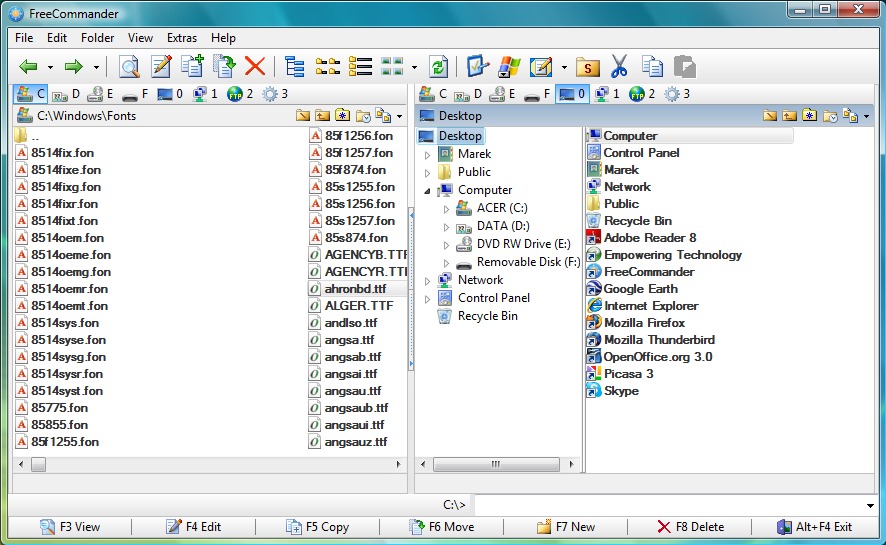 FreeCommander
File Edit Folder View Extras Help
S
C D E F 0 1 FTP 2 3
C D E F 0 1 FTP 2 3
C:\Windows\Fonts
..
8514fix.fon
8514fixe.fon
8514fixg.fon
8514fixr.fon
8514fixt.fon
8514oem.fon
8514oeme.fon
8514oemg.fon
8514oemr.fon
8514oemt.fon
8514sys.fon
8514syse.fon
8514sysg.fon
8514sysr.fon
8514syst.fon
85775.fon
85855.fon
85f1255.fon
85f1256.fon
85f1257.fon
85f874.fon
85s1255.fon
85s1256.fon
85s1257.fon
85s874.fon
AGENCYB.TTF
AGENCYR.TTF
ahronbd.ttf
ALGER.TTF
andlso.ttf
angsa.ttf
angsab.ttf
angsai.ttf
angsau.ttf
angsaub.ttf
angsaui.ttf
angsauz.ttf
Desktop
Desktop
Marek
Public
Computer
ACER (C:)
DATA (D:)
DVD RW Drive (E:)
Removable Disk (F:)
Network
Control Panel
Recycle Bin
Computer
Control Panel
Marek
Network
Public
Recycle Bin
Adobe Reader 8
Empowering Technology
FreeCommander
Google Earth
Internet Explorer
Mozilla Firefox
Mozilla Thunderbird
OpenOffice.org 3.0
Picasa 3
Skype
C:\>
F3 View F4 Edit F5 Copy F6 Move F7 New F8 Delete Alt+F4 Exit